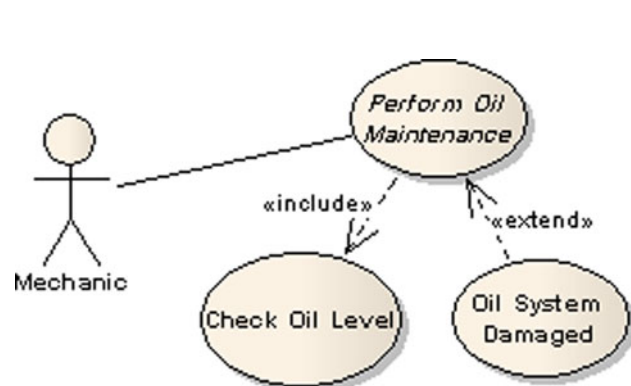 Perform Oil
Maintenance
«include»
«extend»
Mechanic
Check Oil Level
Oil System
Damaged